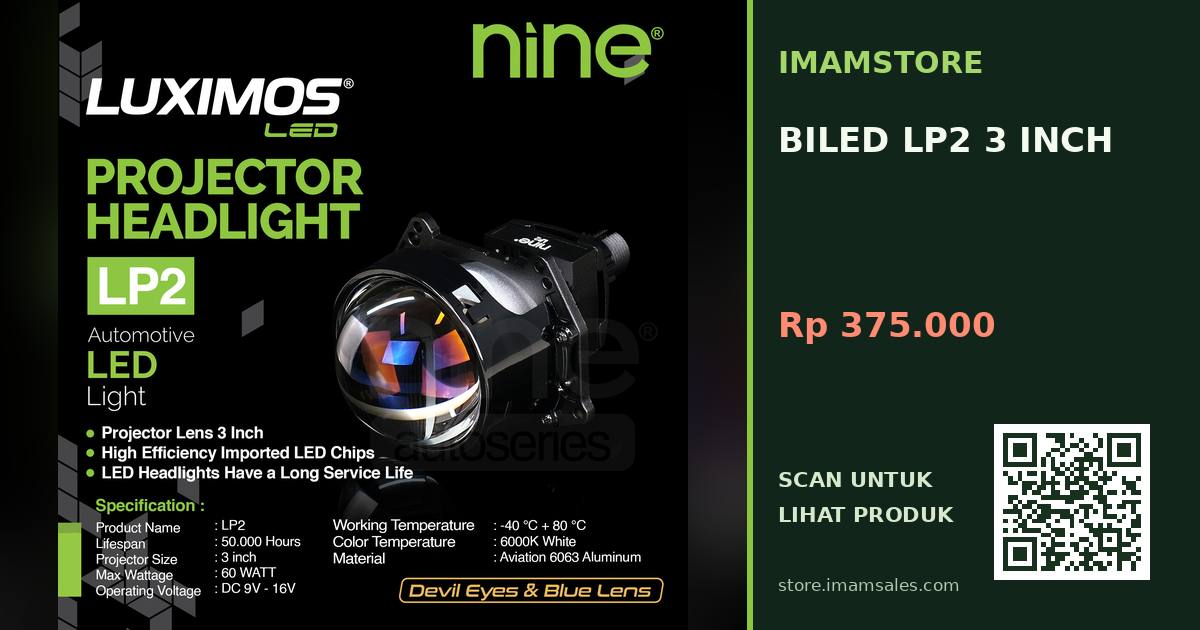 nine®
LUXIMOS®
LED
PROJECTOR
HEADLIGHT
LP2
Automotive
LED
Light
nine®
nine®
autoseries
• Projector Lens 3 Inch
• High Efficiency Imported LED Chips
• LED Headlights Have a Long Service Life
Specification :
Product Name : LP2
Lifespan : 50.000 Hours
Projector Size : 3 inch
Max Wattage : 60 WATT
Operating Voltage : DC 9V - 16V
Working Temperature : -40 °C + 80 °C
Color Temperature : 6000K White
Material : Aviation 6063 Aluminum
Devil Eyes & Blue Lens
IMAMSTORE
BILED LP2 3 INCH
Rp 375.000
SCAN UNTUK
LIHAT PRODUK
store.imamsales.com